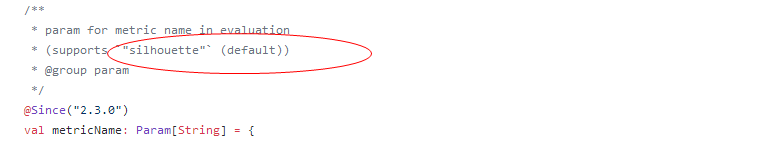 /**
* param for metric name in evaluation
* (supports `"silhouette"` (default))
* @group param
*/
@Since("2.3.0")
val metricName: Param[String] = {